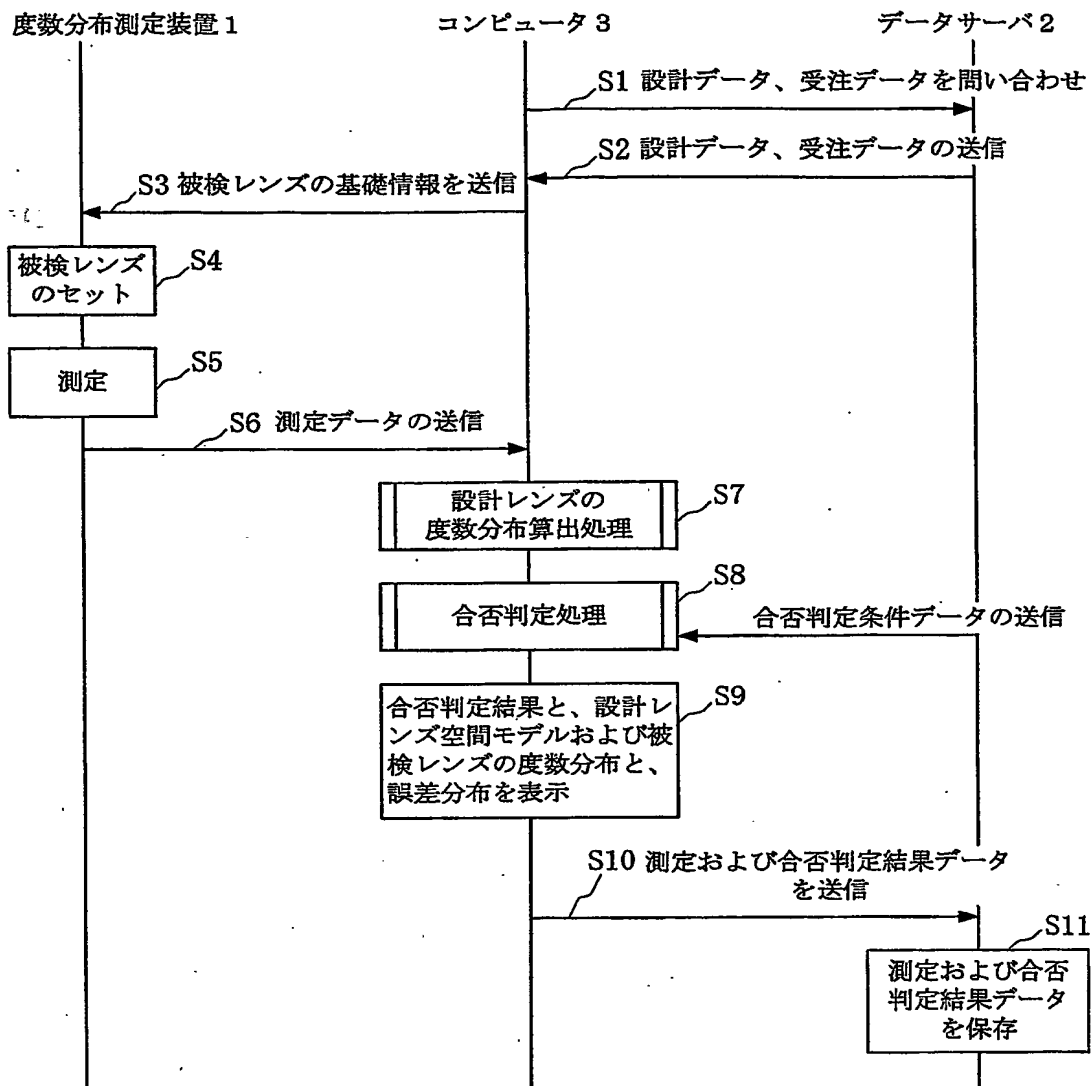 度数分布測定装置1
コンピュータ3
データサーバ2
S1 設計データ、受注データを問い合わせ
S2 設計データ、受注データの送信
S3 被検レンズの基礎情報を送信
被検レンズ
のセット
S4
測定
S5
S6 測定データの送信
設計レンズの
度数分布算出処理
S7
合否判定処理
S8
合否判定条件データの送信
合否判定結果と、設計レ
ンズ空間モデルおよび被
検レンズの度数分布と、
誤差分布を表示
S9
S10 測定および合否判定結果データ
を送信
S11
測定および合否
判定結果データ
を保存